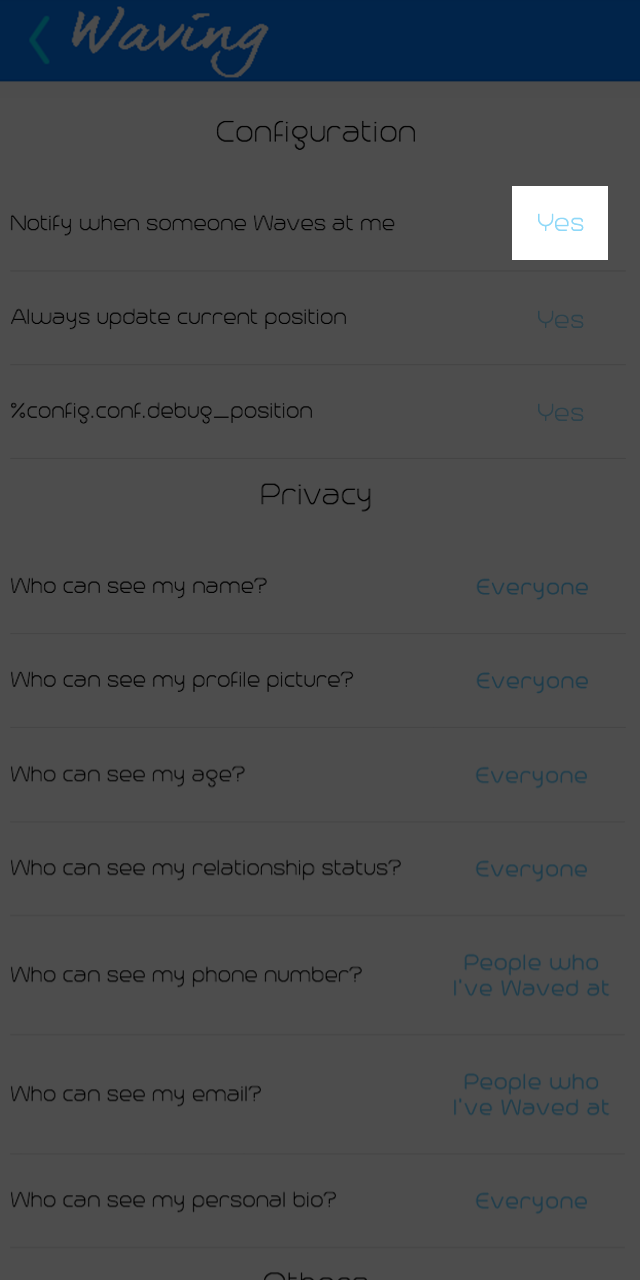 Waving
Configuration
Notify when someone Waves at me
Yes
Always update current position
Yes
%config.conf.debug_position
Yes
Privacy
Who can see my name?
Everyone
Who can see my profile picture?
Everyone
Who can see my age?
Everyone
Who can see my relationship status?
Everyone
Who can see my phone number?
People who
I've Waved at
Who can see my email?
People who
I've Waved at
Who can see my personal bio?
Everyone